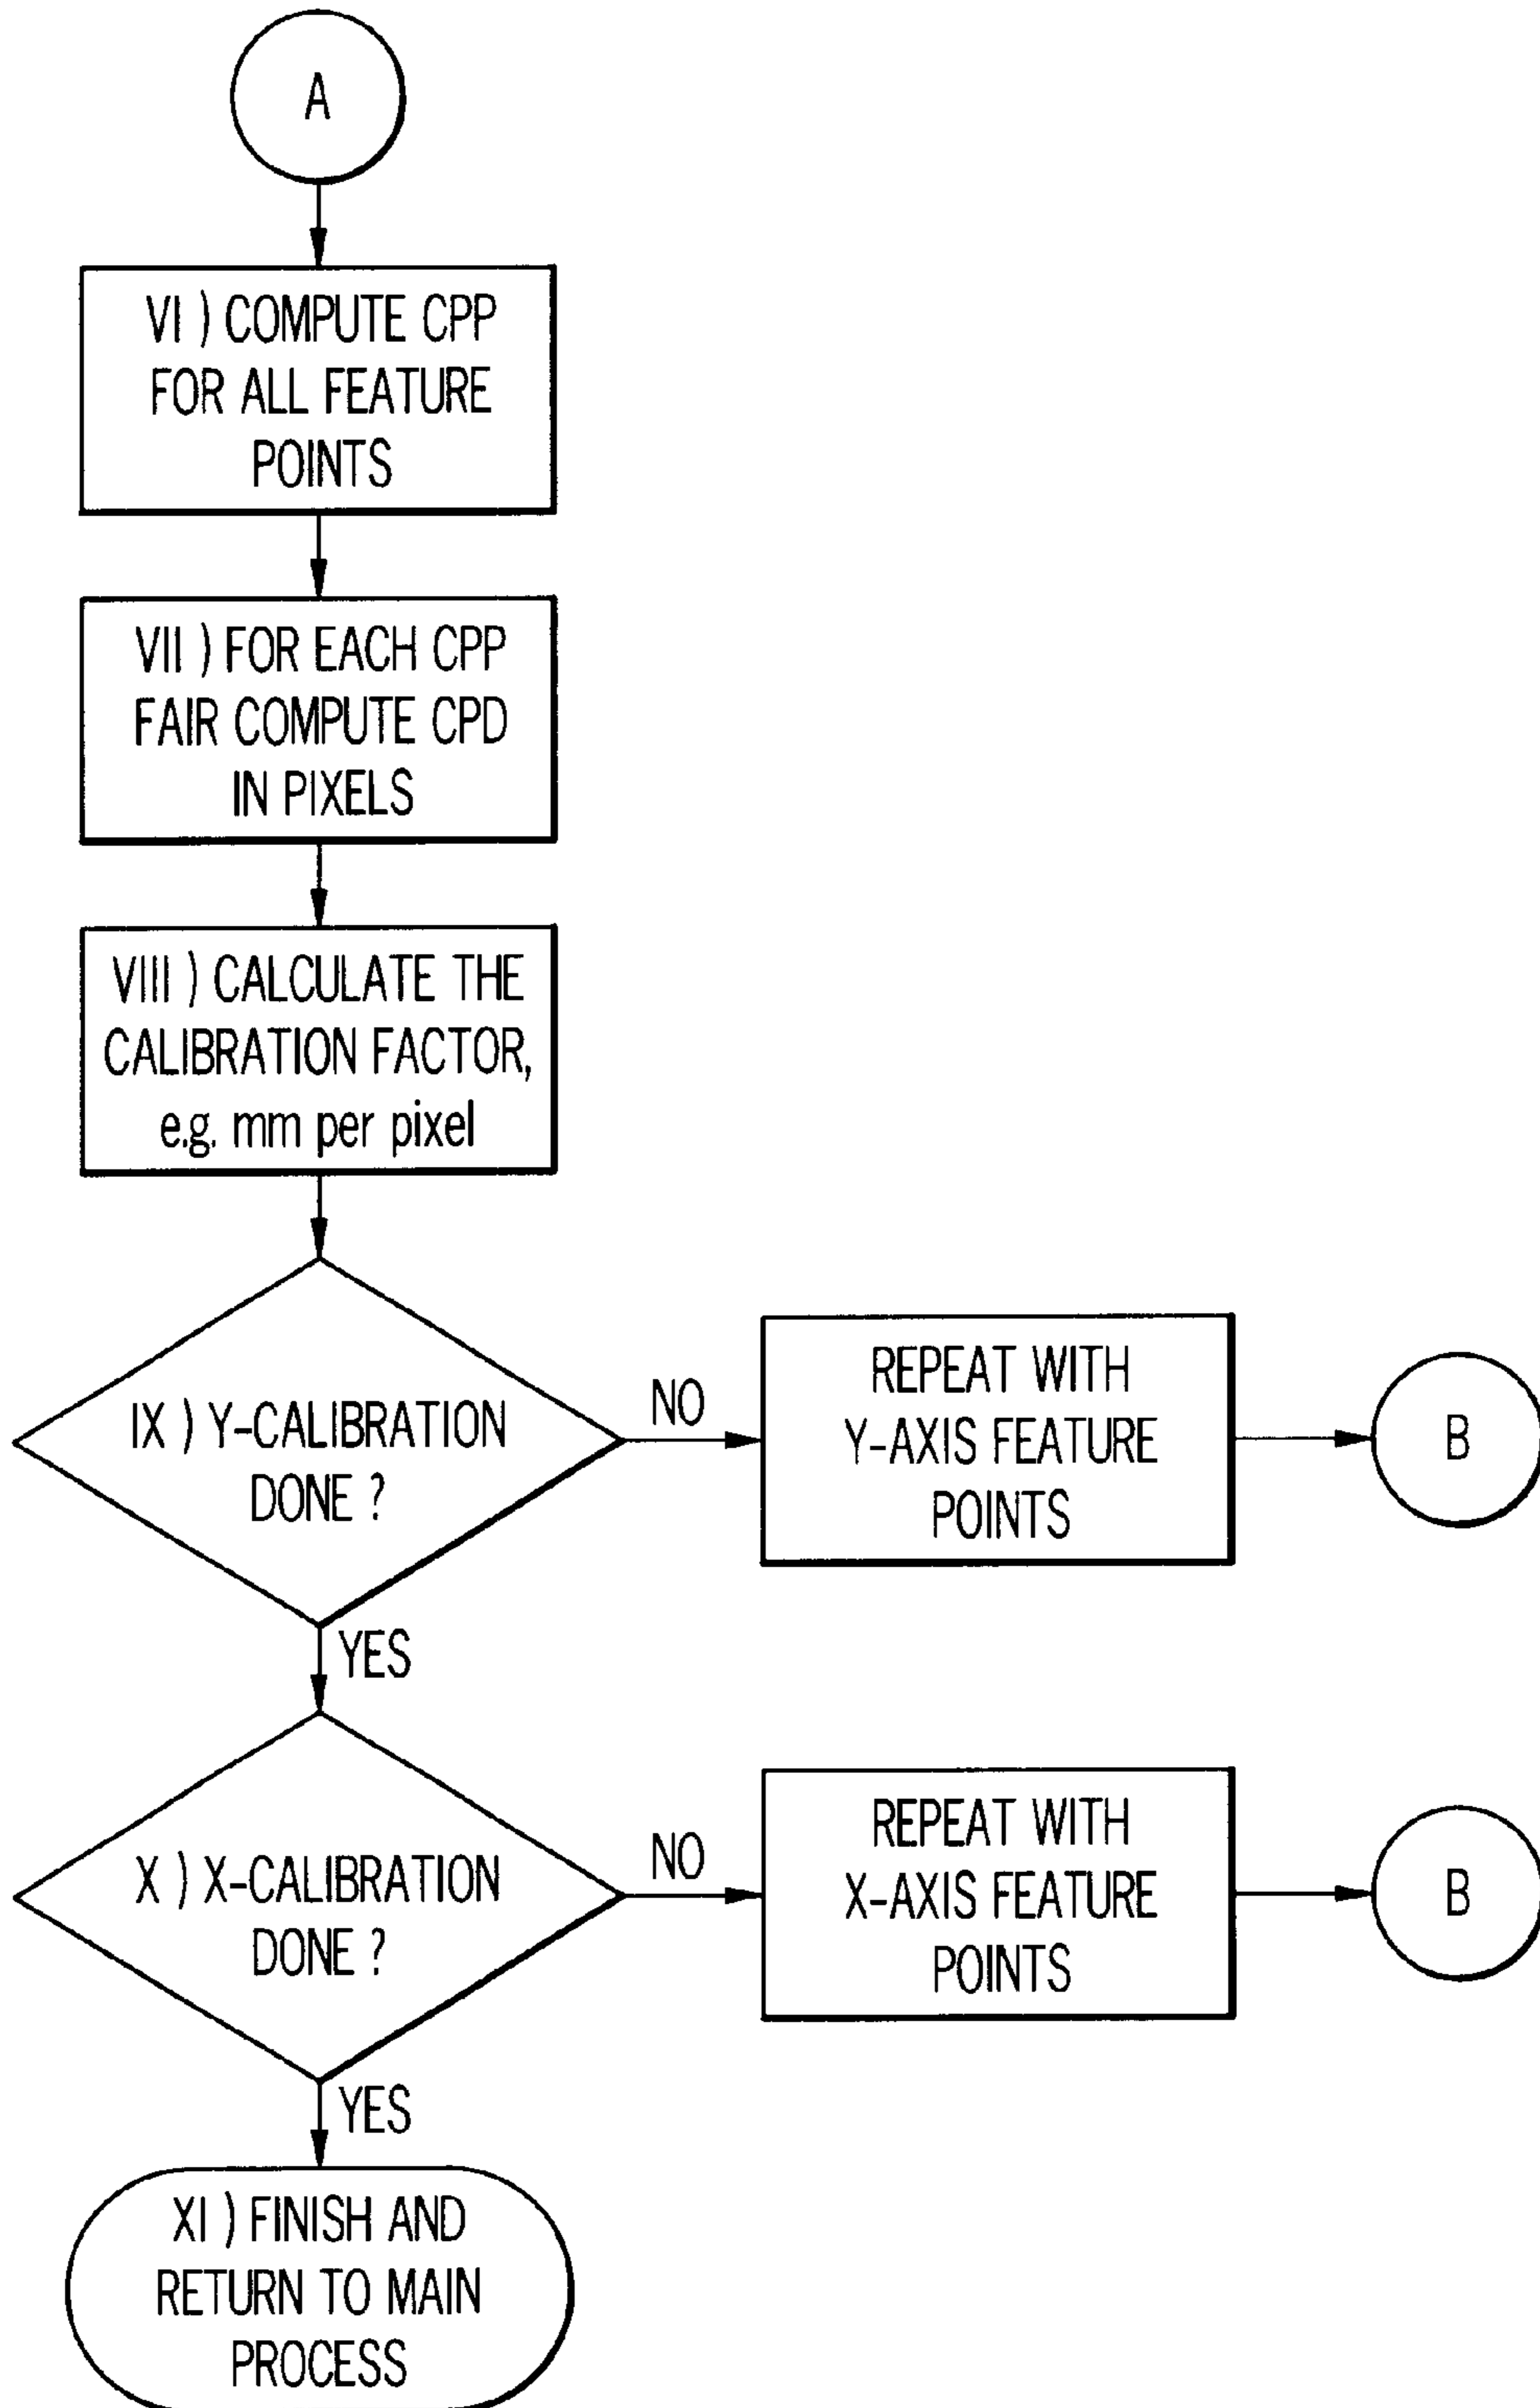 A
VI ) COMPUTE CPP
FOR ALL FEATURE
POINTS
VII ) FOR EACH CPP
FAIR COMPUTE CPD
IN PIXELS
VIII ) CALCULATE THE
CALIBRATION FACTOR,
e.g. mm per pixel
IX ) Y-CALIBRATION
DONE ?
NO
REPEAT WITH
Y-AXIS FEATURE
POINTS
B
YES
X ) X-CALIBRATION
DONE ?
NO
REPEAT WITH
X-AXIS FEATURE
POINTS
B
YES
XI ) FINISH AND
RETURN TO MAIN
PROCESS